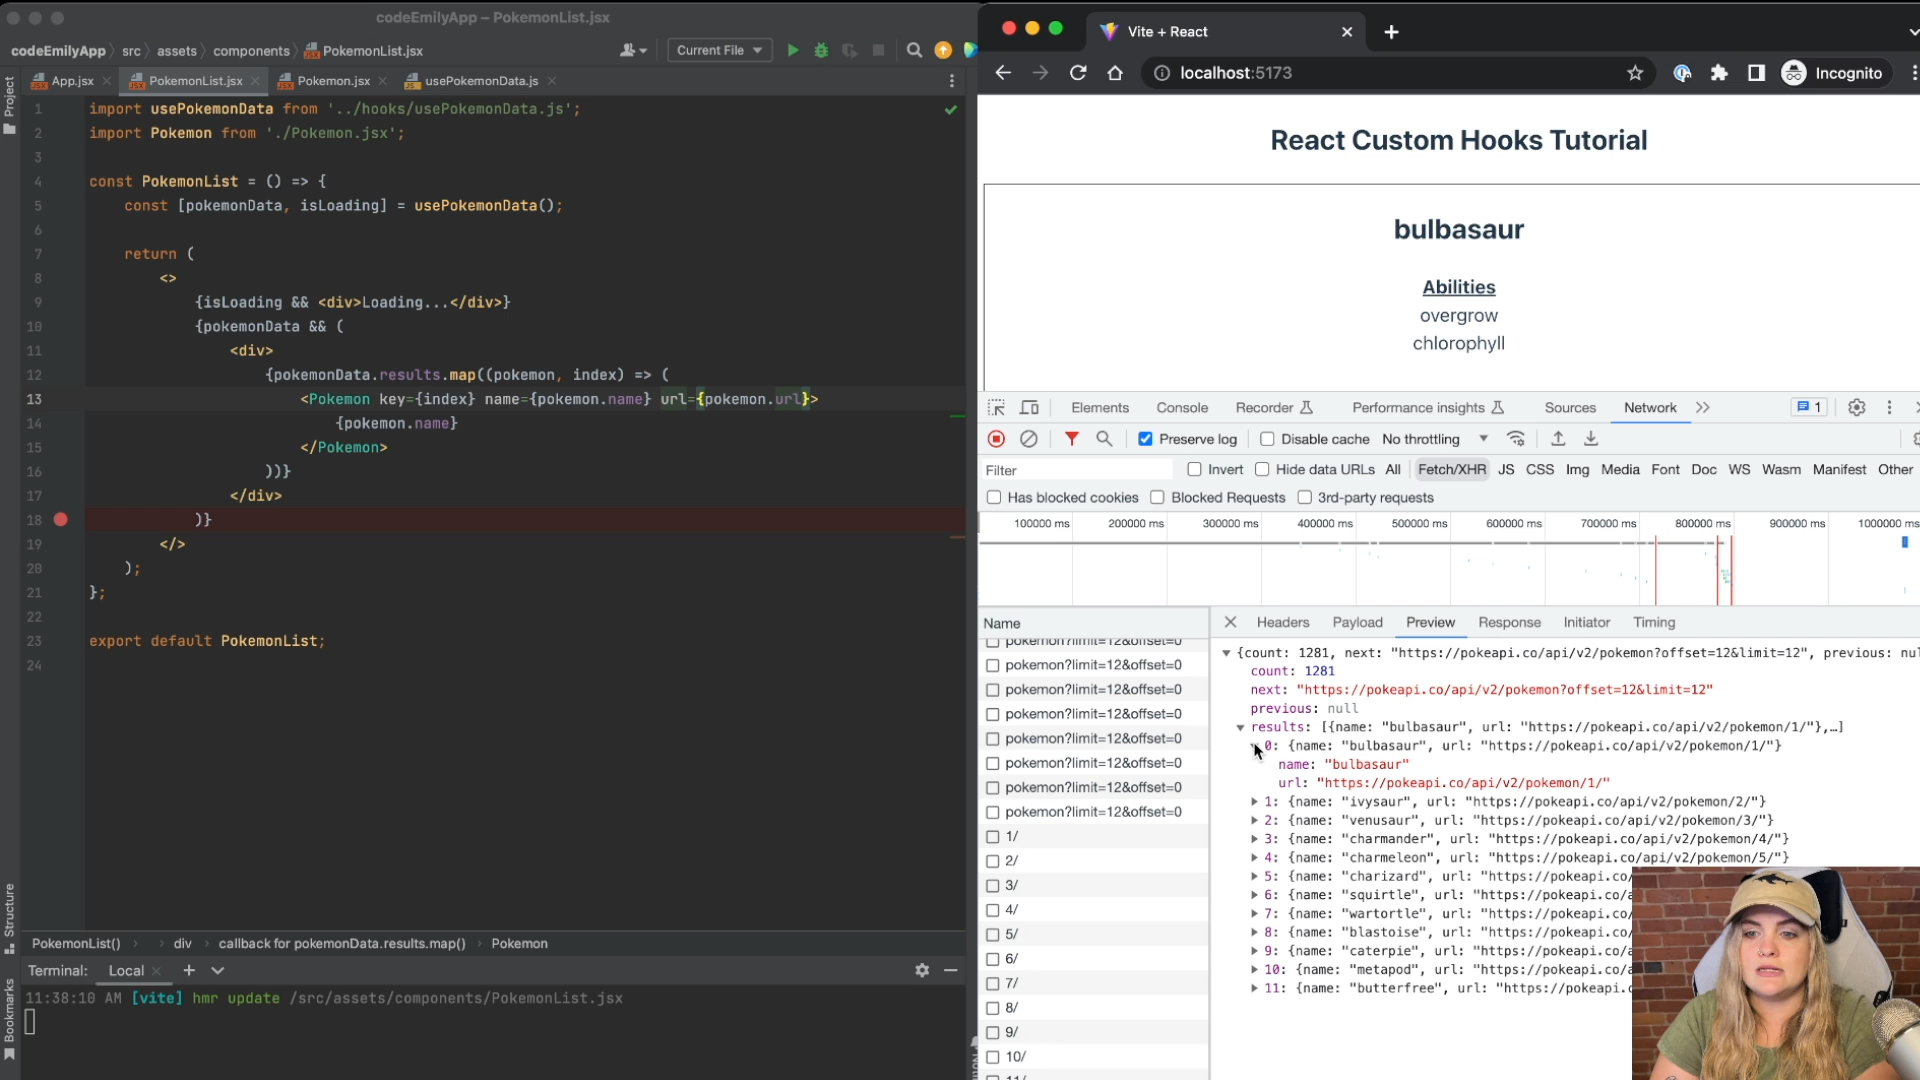 codeEmilyApp – PokemonList.jsx
codeEmilyApp src assets components PokemonList.jsx
Current File
App.jsx PokemonList.jsx Pokemon.jsx usePokemonData.js
Project
1 import usePokemonData from '../hooks/usePokemonData.js';
2 import Pokemon from './Pokemon.jsx';
3
4 const PokemonList = () => {
5 const [pokemonData, isLoading] = usePokemonData();
6
7 return (
8 <>
9 {isLoading && <div>Loading...</div>}
10 {pokemonData && (
11 <div>
12 {pokemonData.results.map((pokemon, index) => (
13 <Pokemon key={index} name={pokemon.name} url={pokemon.url}>
14 {pokemon.name}
15 </Pokemon>
16 ))}
17 </div>
18 )}
19 </>
20 );
21 };
22
23 export default PokemonList;
24
Structure
Bookmarks
PokemonList() div callback for pokemonData.results.map() Pokemon
Terminal: Local
11:38:10 AM [vite] hmr update /src/assets/components/PokemonList.jsx
Vite + React
localhost:5173
Incognito
React Custom Hooks Tutorial
bulbasaur
Abilities
overgrow
chlorophyll
Elements Console Recorder Performance insights Sources Network 1
Preserve log Disable cache No throttling
Filter Invert Hide data URLs All Fetch/XHR JS CSS Img Media Font Doc WS Wasm Manifest Other
Has blocked cookies Blocked Requests 3rd-party requests
100000 ms 200000 ms 300000 ms 400000 ms 500000 ms 600000 ms 700000 ms 800000 ms 900000 ms 1000000 ms
Name
pokemon?limit=12&offset=0
pokemon?limit=12&offset=0
pokemon?limit=12&offset=0
pokemon?limit=12&offset=0
pokemon?limit=12&offset=0
pokemon?limit=12&offset=0
pokemon?limit=12&offset=0
pokemon?limit=12&offset=0
1/
2/
3/
4/
5/
6/
7/
8/
9/
10/
11/
Headers Payload Preview Response Initiator Timing
{count: 1281, next: "https://pokeapi.co/api/v2/pokemon?offset=12&limit=12", previous: nul
count: 1281
next: "https://pokeapi.co/api/v2/pokemon?offset=12&limit=12"
previous: null
results: [{name: "bulbasaur", url: "https://pokeapi.co/api/v2/pokemon/1/"},…]
0: {name: "bulbasaur", url: "https://pokeapi.co/api/v2/pokemon/1/"}
name: "bulbasaur"
url: "https://pokeapi.co/api/v2/pokemon/1/"
1: {name: "ivysaur", url: "https://pokeapi.co/api/v2/pokemon/2/"}
2: {name: "venusaur", url: "https://pokeapi.co/api/v2/pokemon/3/"}
3: {name: "charmander", url: "https://pokeapi.co/api/v2/pokemon/4/"}
4: {name: "charmeleon", url: "https://pokeapi.co/api/v2/pokemon/5/"}
5: {name: "charizard", url: "https://pokeapi.co/
6: {name: "squirtle", url: "https://pokeapi.co/a
7: {name: "wartortle", url: "https://pokeapi.co/
8: {name: "blastoise", url: "https://pokeapi.co/
9: {name: "caterpie", url: "https://pokeapi.co/a
10: {name: "metapod", url: "https://pokeapi.co/a
11: {name: "butterfree", url: "https://pokeapi.c